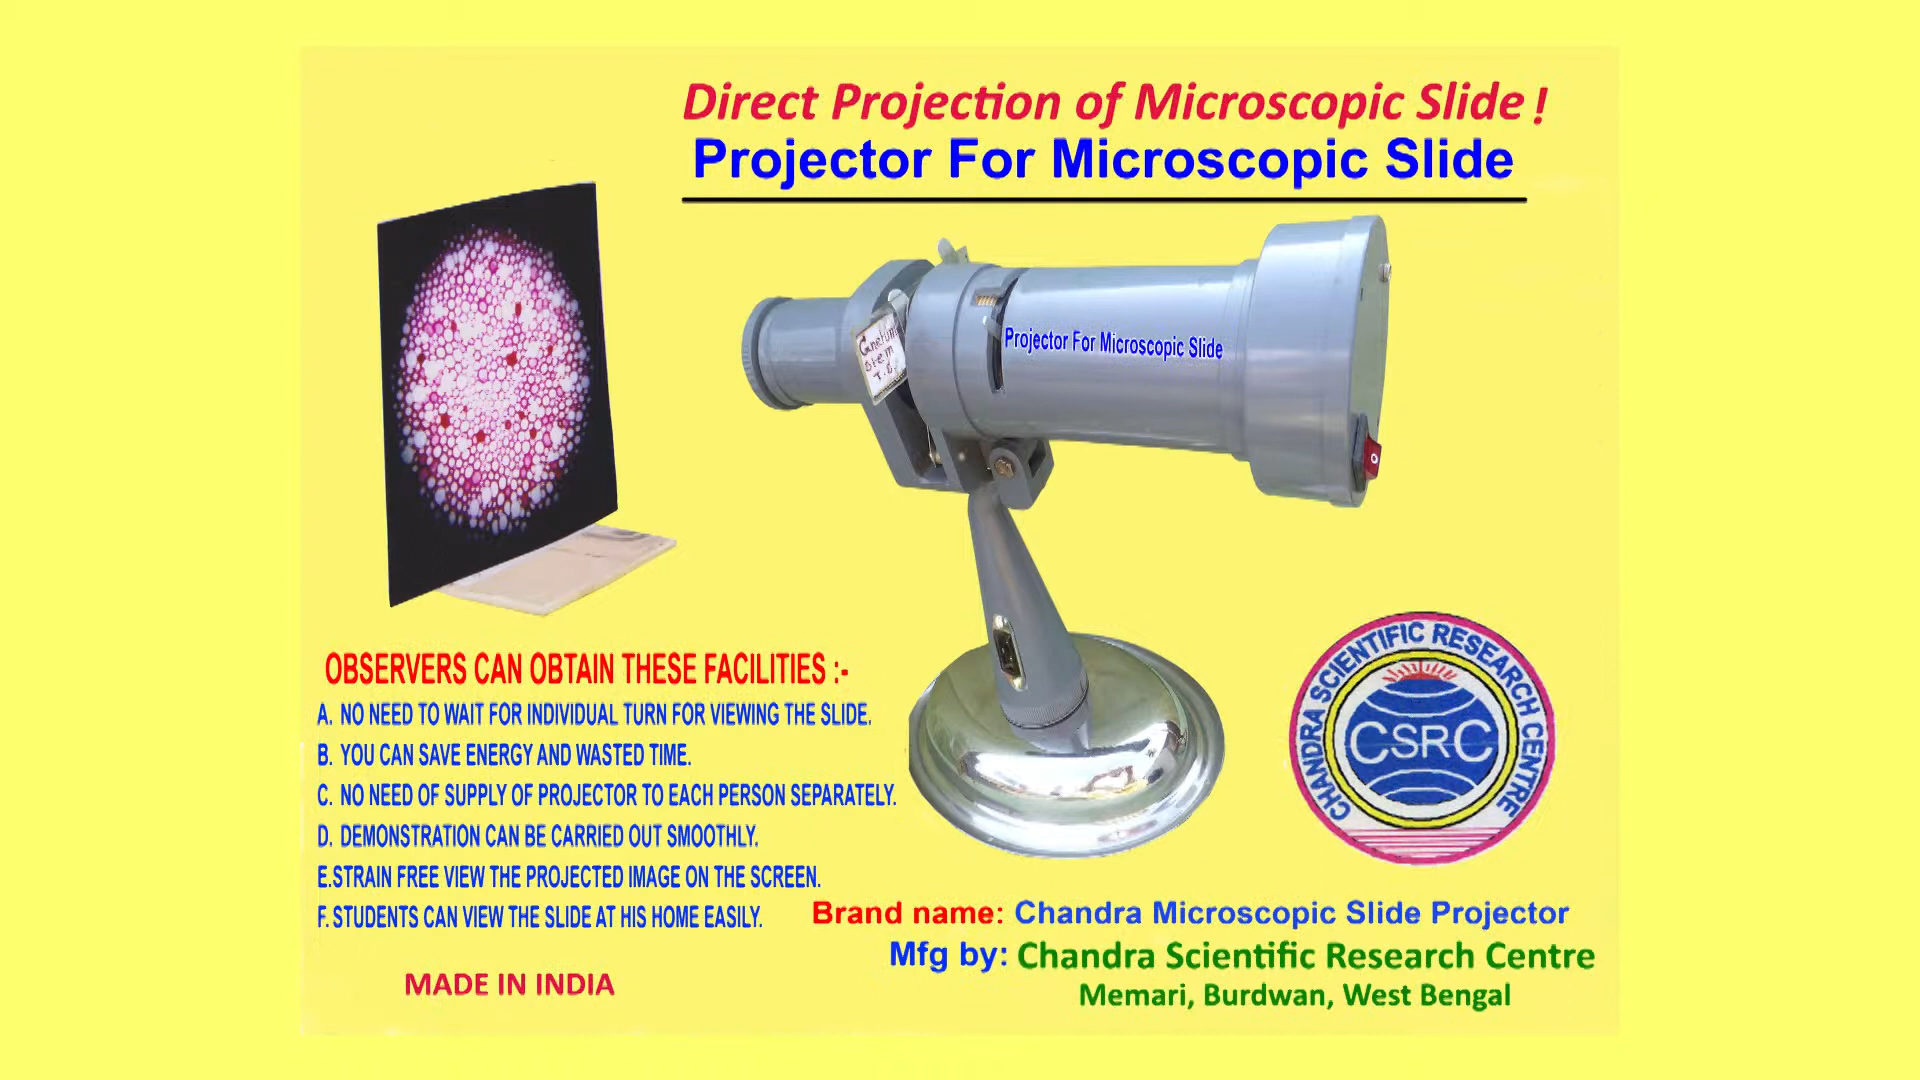 Direct Projection of Microscopic Slide!
Projector For Microscopic Slide
Projector For Microscopic Slide
Gnetum
Stem
T.S.
OBSERVERS CAN OBTAIN THESE FACILITIES :-
A. NO NEED TO WAIT FOR INDIVIDUAL TURN FOR VIEWING THE SLIDE.
B. YOU CAN SAVE ENERGY AND WASTED TIME.
C. NO NEED OF SUPPLY OF PROJECTOR TO EACH PERSON SEPARATELY.
D. DEMONSTRATION CAN BE CARRIED OUT SMOOTHLY.
E.STRAIN FREE VIEW THE PROJECTED IMAGE ON THE SCREEN.
F. STUDENTS CAN VIEW THE SLIDE AT HIS HOME EASILY.
MADE IN INDIA
CHANDRA SCIENTIFIC RESEARCH CENTRE
CSRC
Brand name: Chandra Microscopic Slide Projector
Mfg by: Chandra Scientific Research Centre
Memari, Burdwan, West Bengal